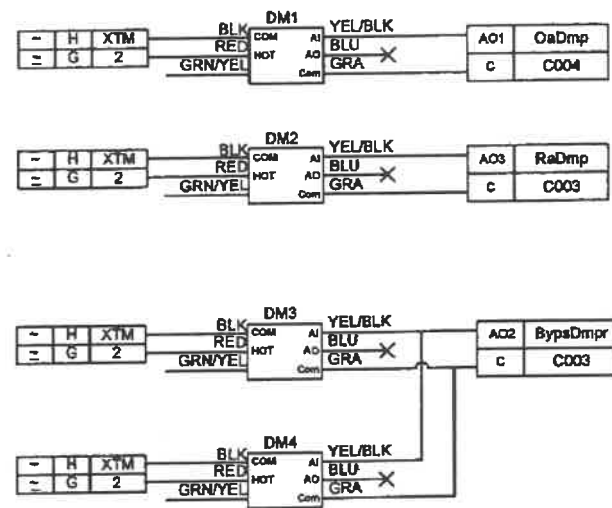 DM1
BLK COM AI YEL/BLK
~ H XTM RED BLU AO1 OaDmp
~ G 2 HOT AO GRA C C004
GRN/YEL Com
DM2
BLK COM AI YEL/BLK
~ H XTM RED BLU AO3 RaDmp
~ G 2 HOT AO GRA C C003
GRN/YEL Com
DM3
BLK COM AI YEL/BLK
~ H XTM RED BLU AO2 BypsDmpr
~ G 2 HOT AO GRA C C003
GRN/YEL Com
DM4
BLK COM AI YEL/BLK
~ H XTM RED BLU
~ G 2 HOT AO GRA
GRN/YEL Com